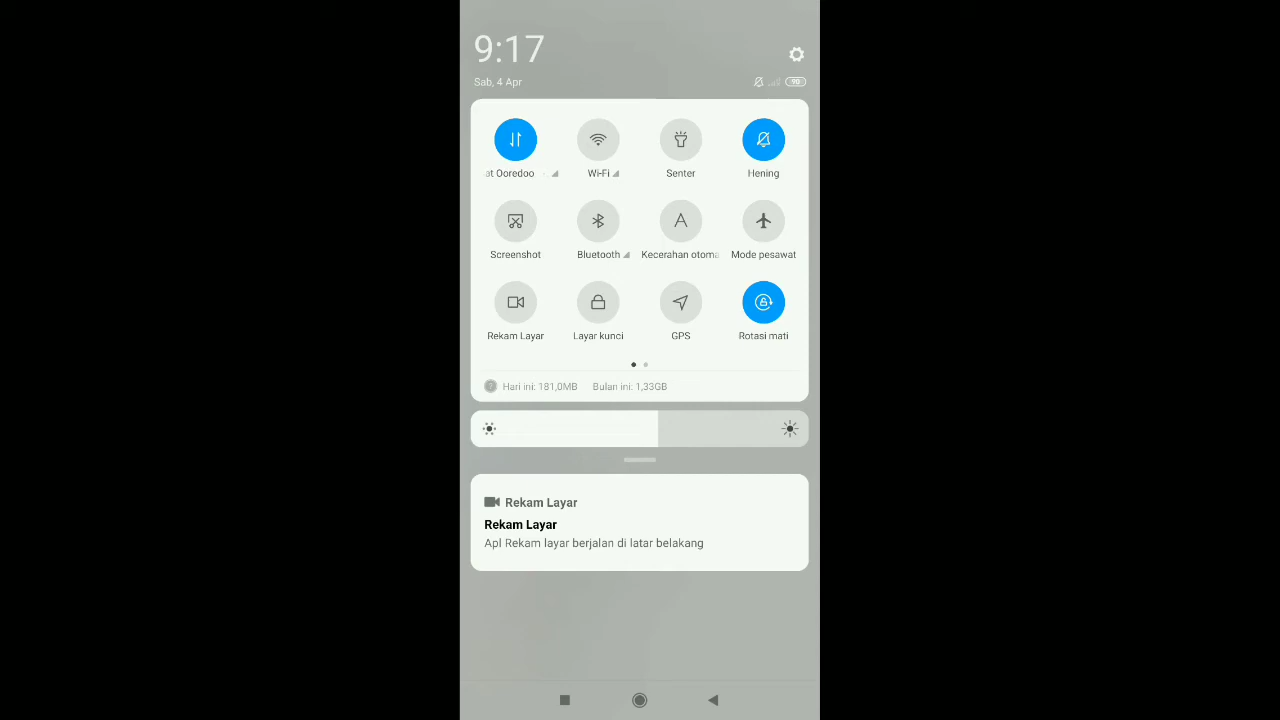 9:17
Sab, 4 Apr
90
at Ooredoo
Wi-Fi
Senter
Hening
Screenshot
Bluetooth
Kecerahan otoma
Mode pesawat
Rekam Layar
Layar kunci
GPS
Rotasi mati
Hari ini: 181,0MB Bulan ini: 1,33GB
Rekam Layar
Rekam Layar
Apl Rekam layar berjalan di latar belakang